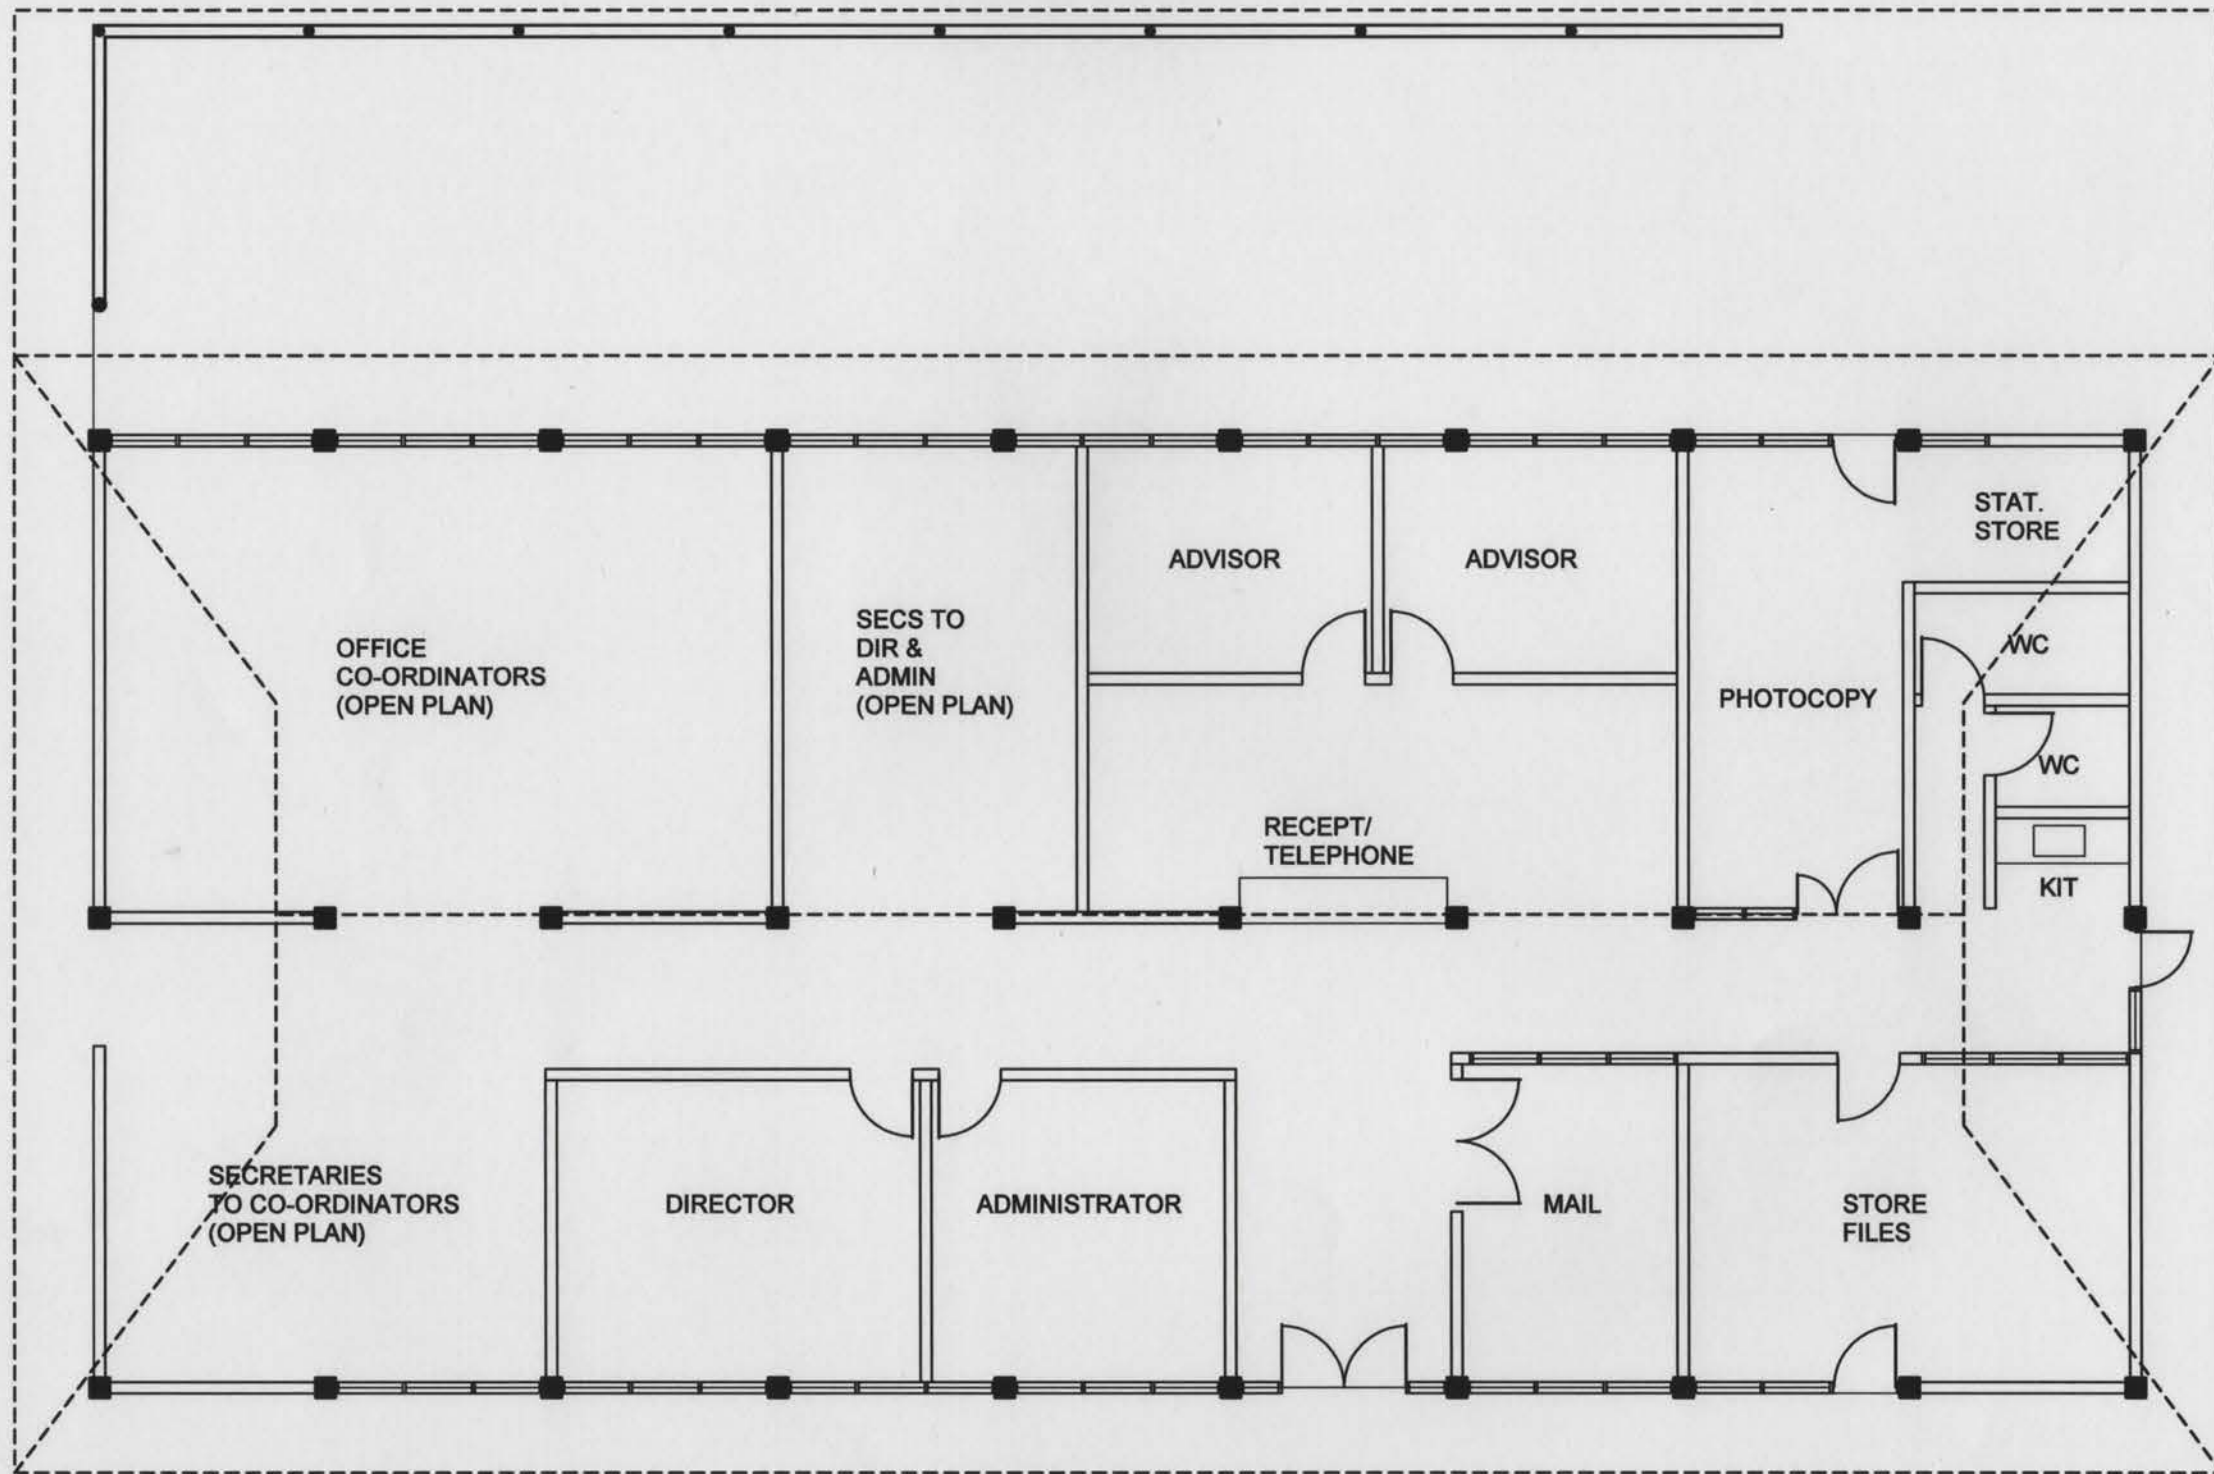 ADVISOR
ADVISOR
STAT.
STORE
OFFICE
CO-ORDINATORS
(OPEN PLAN)
SECS TO
DIR &
ADMIN
(OPEN PLAN)
WC
PHOTOCOPY
WC
RECEPT/
TELEPHONE
KIT
SECRETARIES
TO CO-ORDINATORS
(OPEN PLAN)
DIRECTOR
ADMINISTRATOR
MAIL
STORE
FILES